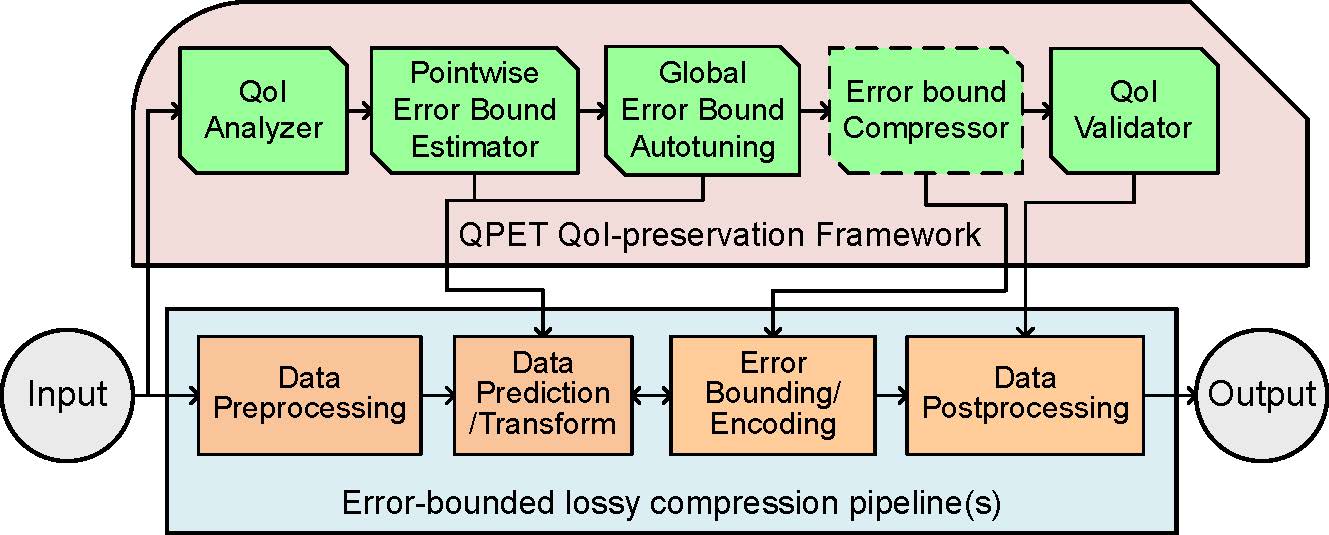 QoI
Analyzer
Pointwise
Error Bound
Estimator
Global
Error Bound
Autotuning
Error bound
Compressor
QoI
Validator
QPET QoI-preservation Framework
Input
Data
Preprocessing
Data
Prediction
/Transform
Error
Bounding/
Encoding
Data
Postprocessing
Output
Error-bounded lossy compression pipeline(s)